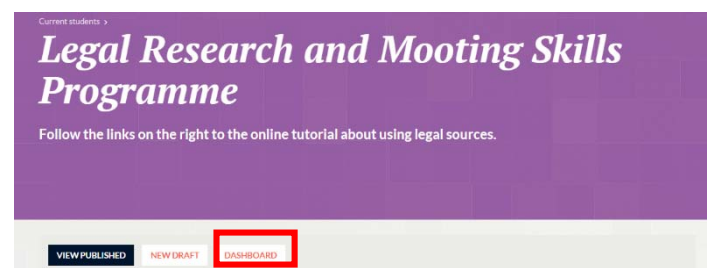 Current students >
Legal Research and Mooting Skills
Programme
Follow the links on the right to the online tutorial about using legal sources.
VIEW PUBLISHED NEW DRAFT DASHBOARD